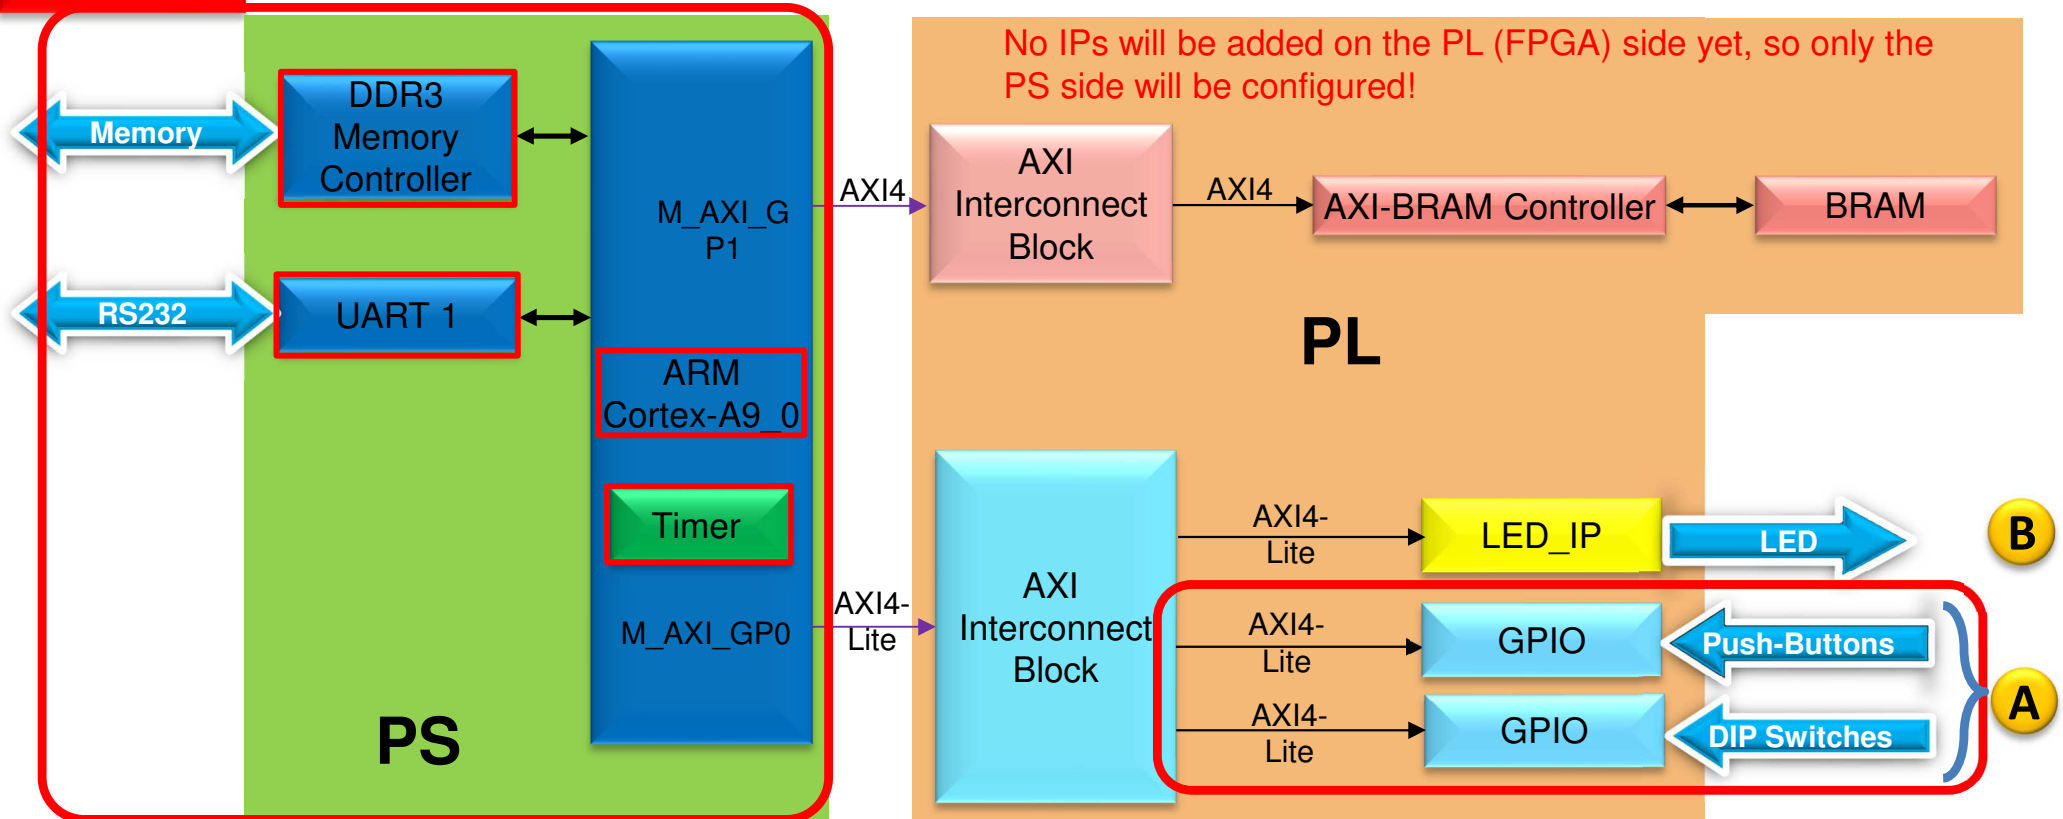 No IPs will be added on the PL (FPGA) side yet, so only the
PS side will be configured!
Memory
DDR3
Memory
Controller
RS232
UART 1
M_AXI_G
P1
ARM
Cortex-A9_0
Timer
M_AXI_GP0
PS
AXI4
AXI
Interconnect
Block
AXI4
AXI-BRAM Controller
BRAM
PL
AXI4-
Lite
AXI
Interconnect
Block
AXI4-
Lite
LED_IP
LED
B
AXI4-
Lite
GPIO
Push-Buttons
AXI4-
Lite
GPIO
DIP Switches
A